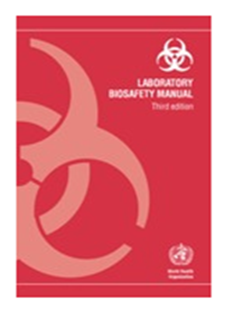 LABORATORY
BIOSAFETY MANUAL
Third edition
World Health
Organization